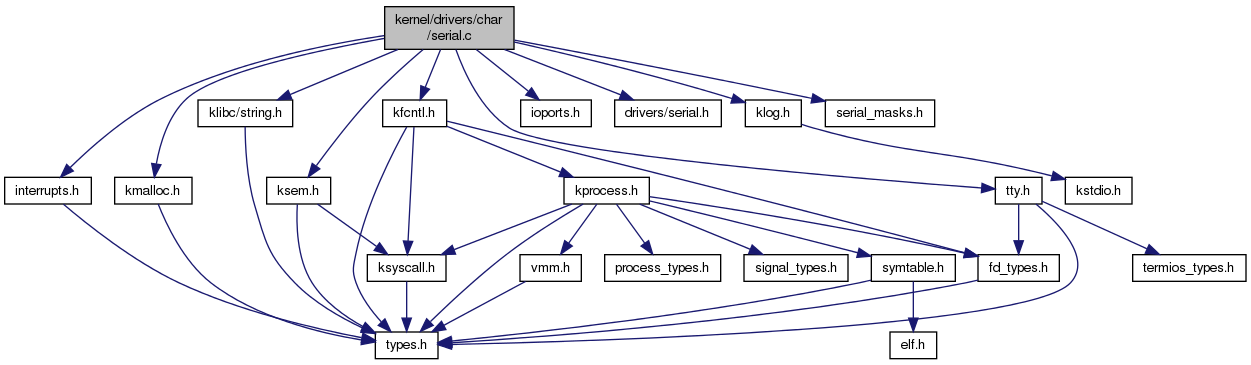 kernel/drivers/char
/serial.c
klibc/string.h
kfcntl.h
ioports.h
drivers/serial.h
klog.h
serial_masks.h
interrupts.h
kmalloc.h
ksem.h
kprocess.h
tty.h
kstdio.h
ksyscall.h
vmm.h
process_types.h
signal_types.h
symtable.h
fd_types.h
termios_types.h
types.h
elf.h